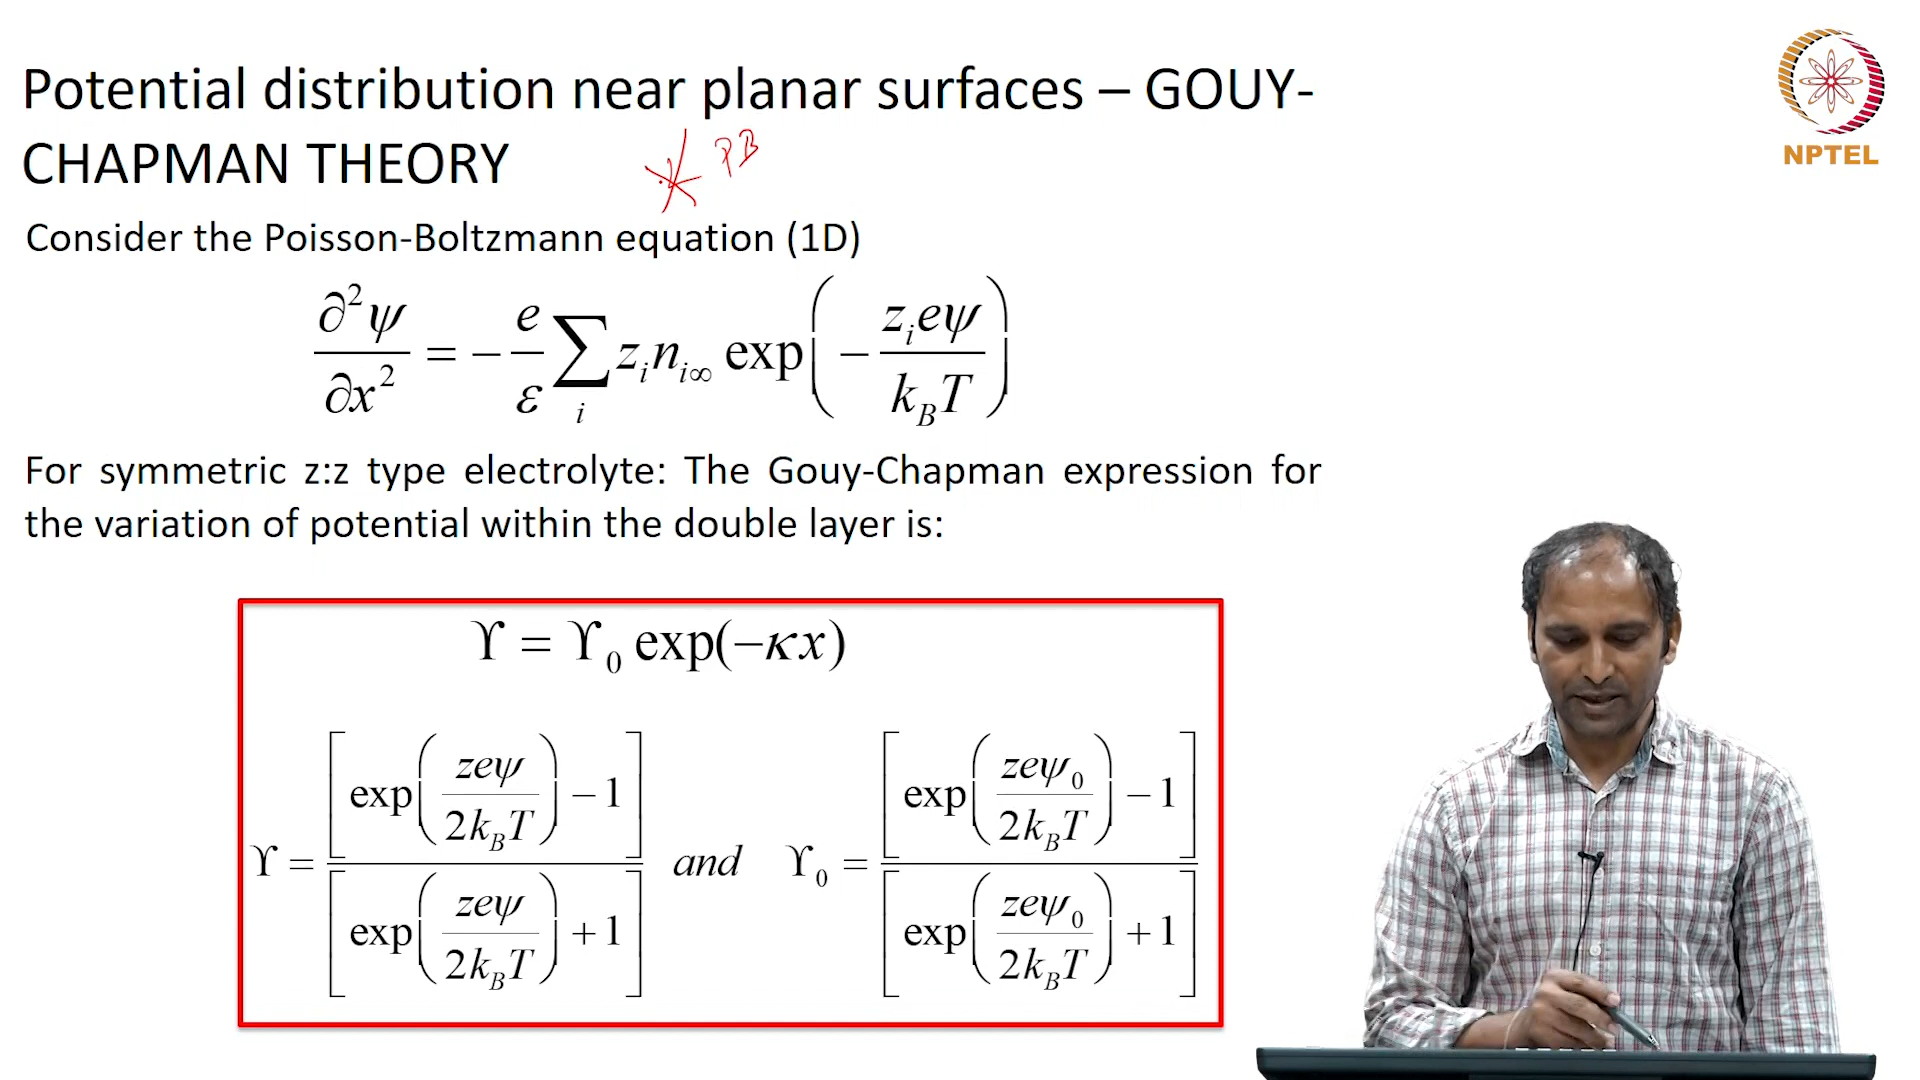 Potential distribution near planar surfaces – GOUY-
CHAPMAN THEORY
PB
NPTEL
Consider the Poisson-Boltzmann equation (1D)
∂²ψ/∂x² = −(e/ε) ∑ᵢ zᵢnᵢ∞ exp(−zᵢeψ/k_BT)
For symmetric z:z type electrolyte: The Gouy-Chapman expression for
the variation of potential within the double layer is:
ϒ = ϒ₀ exp(−κx)
ϒ = [exp(zeψ/2k_BT) − 1]/[exp(zeψ/2k_BT) + 1] and ϒ₀ = [exp(zeψ₀/2k_BT) − 1]/[exp(zeψ₀/2k_BT) + 1]